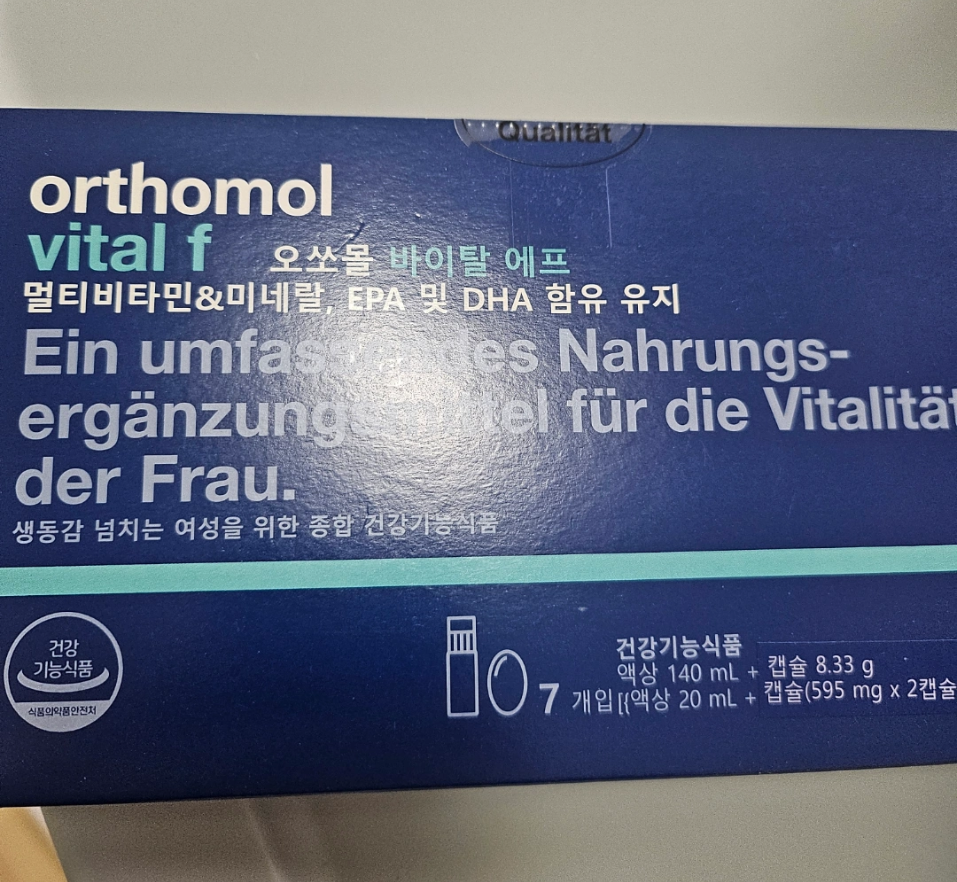 Qualität
orthomol
vital f 오쏘몰 바이탈 에프
멀티비타민&미네랄, EPA 및 DHA 함유 유지
Ein umfassendes Nahrungs-
ergänzungsmittel für die Vitalität
der Frau.
생동감 넘치는 여성을 위한 종합 건강기능식품
건강
기능식품
식품의약품안전처
건강기능식품
액상 140 mL + 캡슐 8.33 g
7 개입[{액상 20 mL + 캡슐(595 mg x 2캡슐